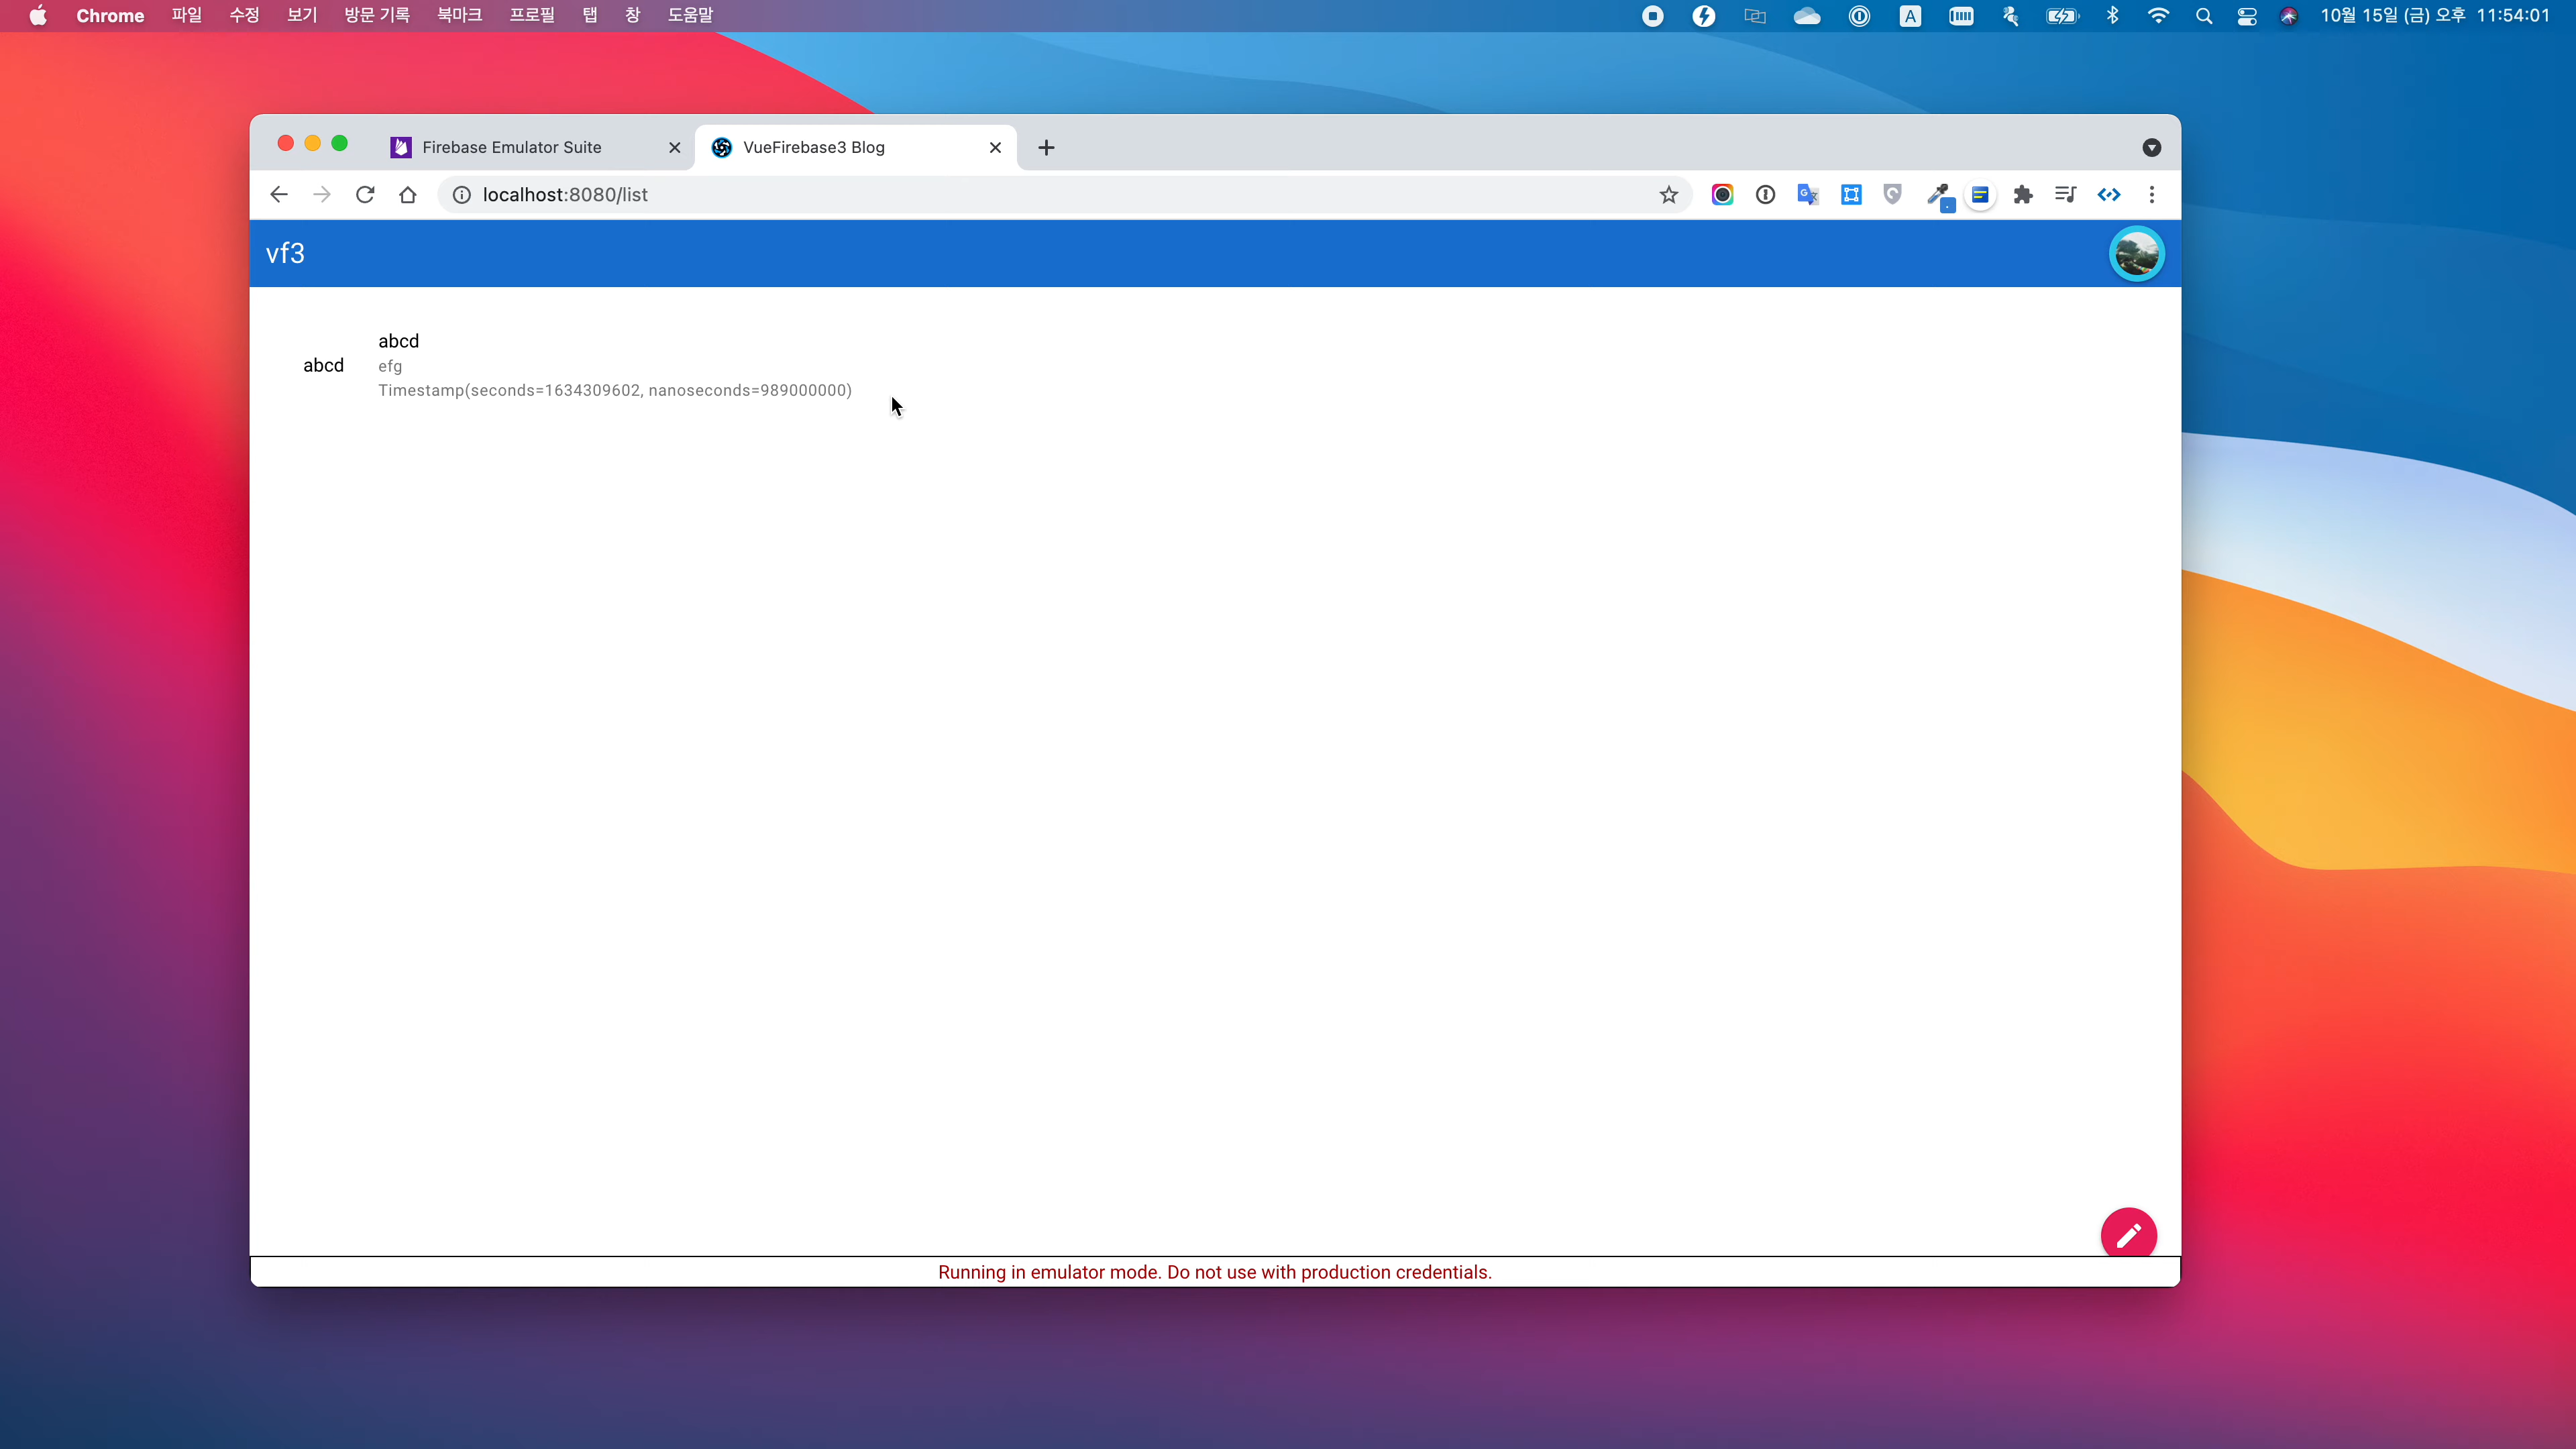 Chrome 파일 수정 보기 방문 기록 북마크 프로필 탭 창 도움말 A 10월 15일 (금) 오후 11:54:01
Firebase Emulator Suite VueFirebase3 Blog
localhost:8080/list
vf3
abcd
abcd
efg
Timestamp(seconds=1634309602, nanoseconds=989000000)
Running in emulator mode. Do not use with production credentials.